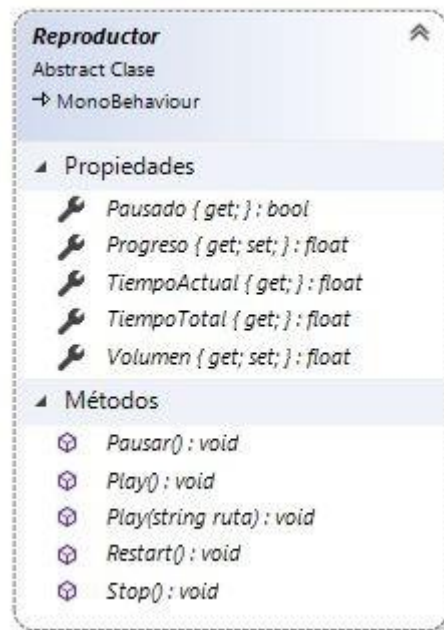 Reproductor
Abstract Clase
MonoBehaviour
Propiedades
Pausado { get; } : bool
Progreso { get; set; } : float
TiempoActual { get; } : float
TiempoTotal { get; } : float
Volumen { get; set; } : float
Métodos
Pausar() : void
Play() : void
Play(string ruta) : void
Restart() : void
Stop() : void